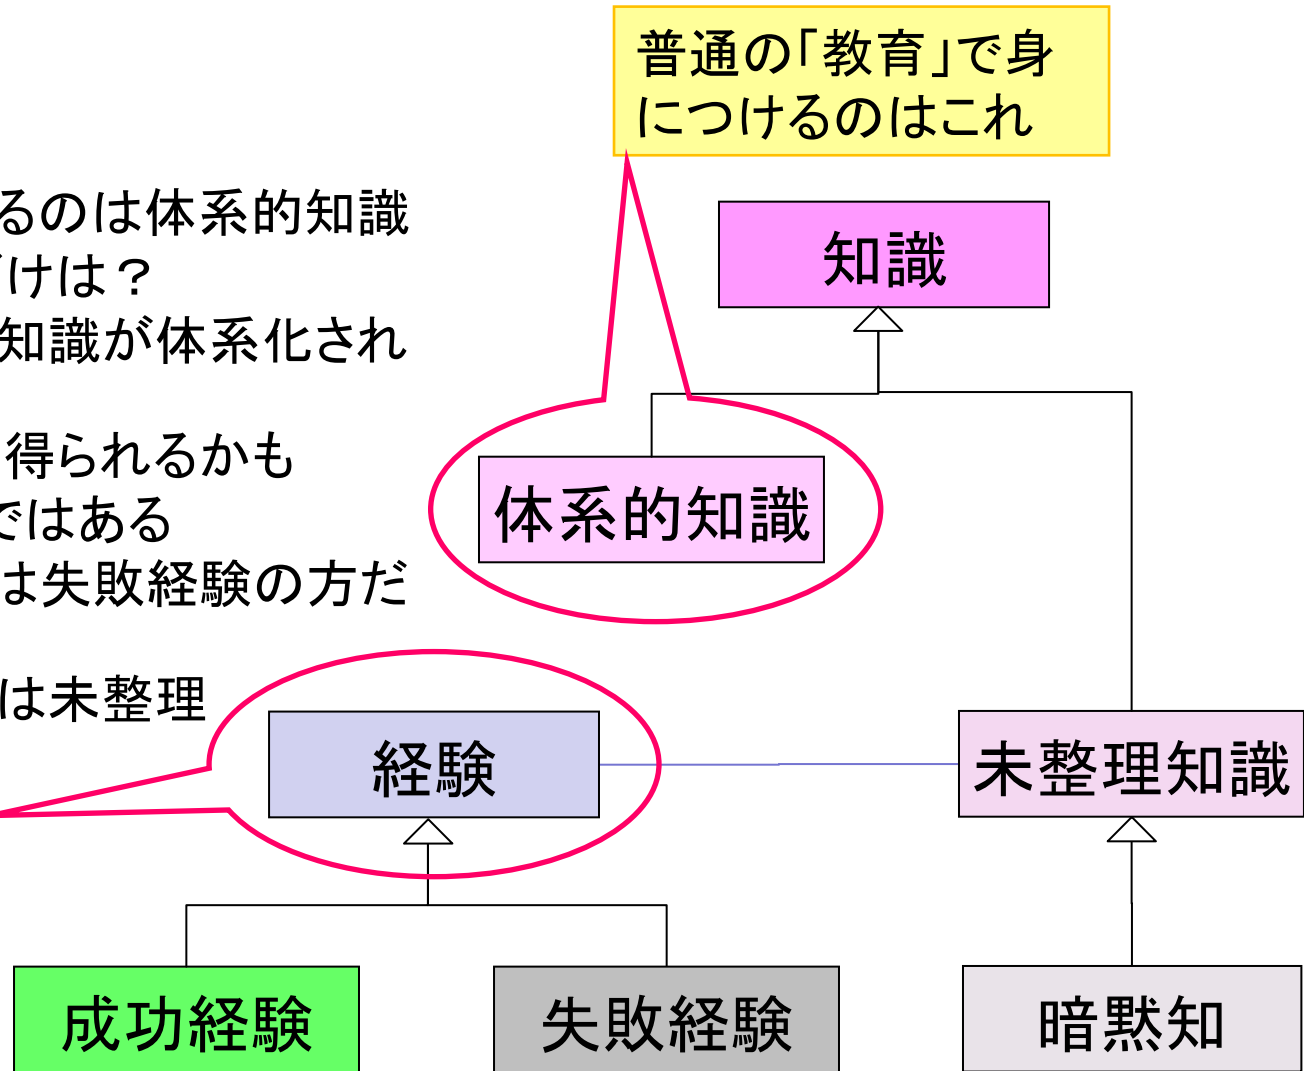 普通の「教育」で身
につけるのはこれ
るのは体系的知識
けは？
知識が体系化され
得られるかも
ではある
は失敗経験の方だ
は未整理
知識
体系的知識
経験
未整理知識
成功経験
失敗経験
暗黙知